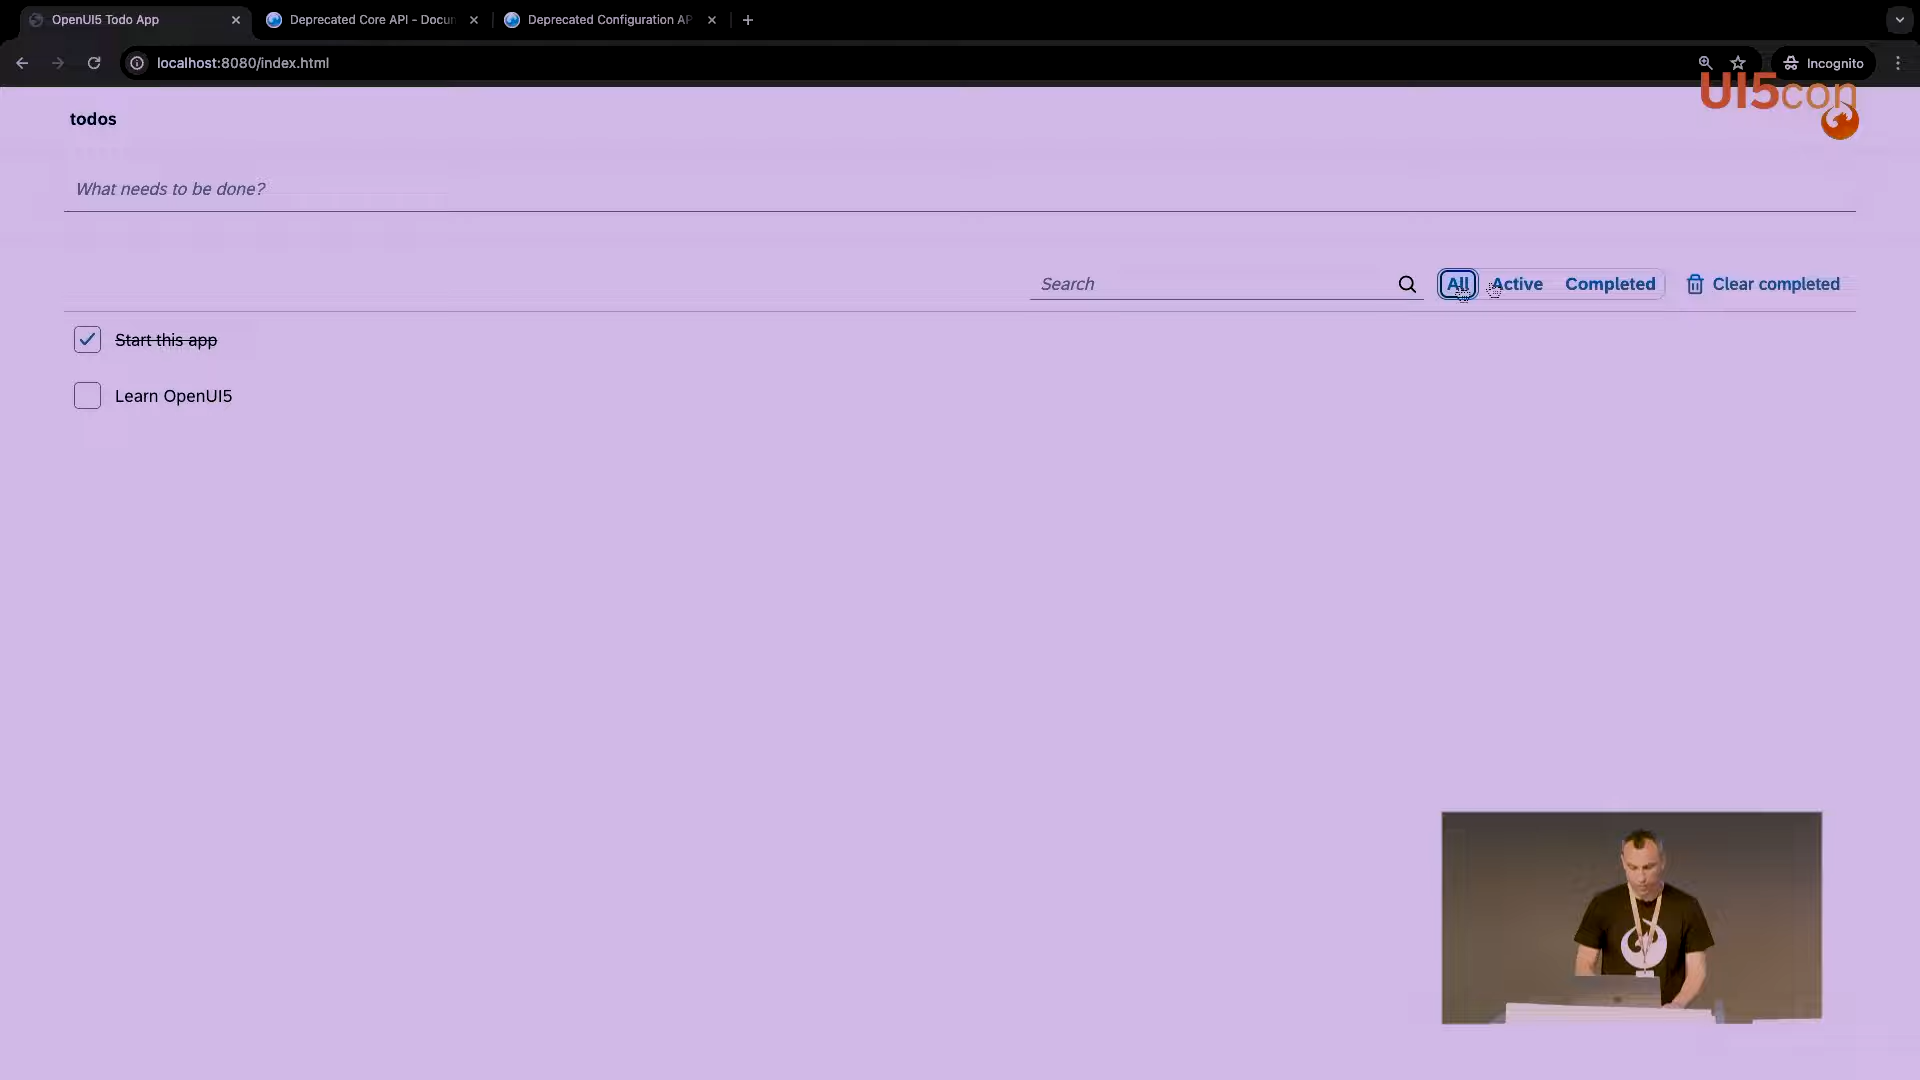 OpenUI5 Todo App
Deprecated Core API - Docu
Deprecated Configuration AP
localhost:8080/index.html
Incognito
UI5con
todos
What needs to be done?
Search
All
Active
Completed
Clear completed
Start this app
Learn OpenUI5